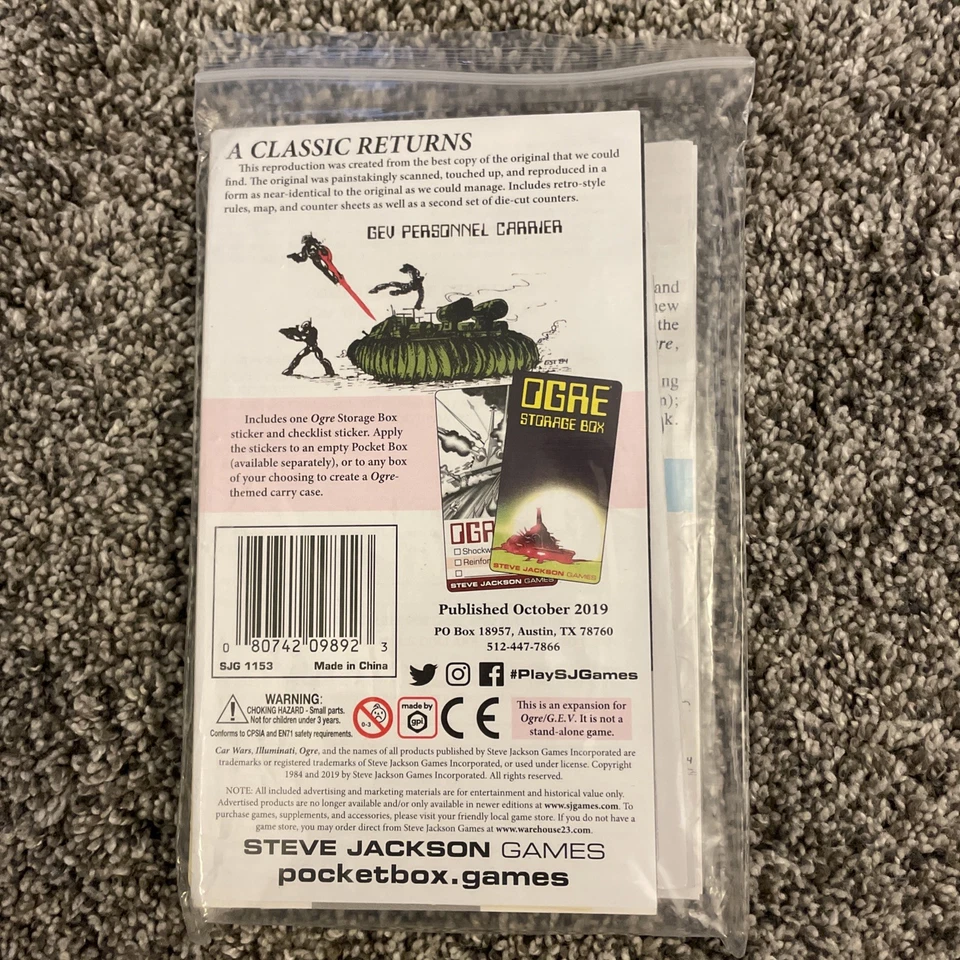 A CLASSIC RETURNS
This reproduction was created from the best copy of the original that we could
find. The original was painstakingly scanned, touched up, and reproduced in a
form as near-identical to the original as we could manage. Includes retro-style
rules, map, and counter sheets as well as a second set of die-cut counters.
GEV PERSONNEL CARRIER
and
new
the
re,
ng
n);
k.
Includes one Ogre Storage Box
sticker and checklist sticker. Apply
the stickers to an empty Pocket Box
(available separately), or to any box
of your choosing to create a Ogre-
themed carry case.
OGRE
STORAGE BOX
STEVE JACKSON GAMES
OGR
Shockw
Reinfor
STEVE JACKSON GAMES
0 80742 09892 3
SJG 1153 Made in China
Published October 2019
PO Box 18957, Austin, TX 78760
512-447-7866
#PlaySJGames
WARNING:
CHOKING HAZARD - Small parts.
Not for children under 3 years.
Conforms to CPSIA and EN71 safety requirements.
0-3
made by
gpi
CE
This is an expansion for
Ogre/G.E.V. It is not a
stand-alone game.
Car Wars, Illuminati, Ogre, and the names of all products published by Steve Jackson Games Incorporated are
trademarks or registered trademarks of Steve Jackson Games Incorporated, or used under license. Copyright
1984 and 2019 by Steve Jackson Games Incorporated. All rights reserved.
NOTE: All included advertising and marketing materials are for entertainment and historical value only.
Advertised products are no longer available and/or only available in newer editions at www.sjgames.com. To
purchase games, supplements, and accessories, please visit your friendly local game store. If you do not have a
game store, you may order direct from Steve Jackson Games at www.warehouse23.com.
STEVE JACKSON GAMES
pocketbox.games